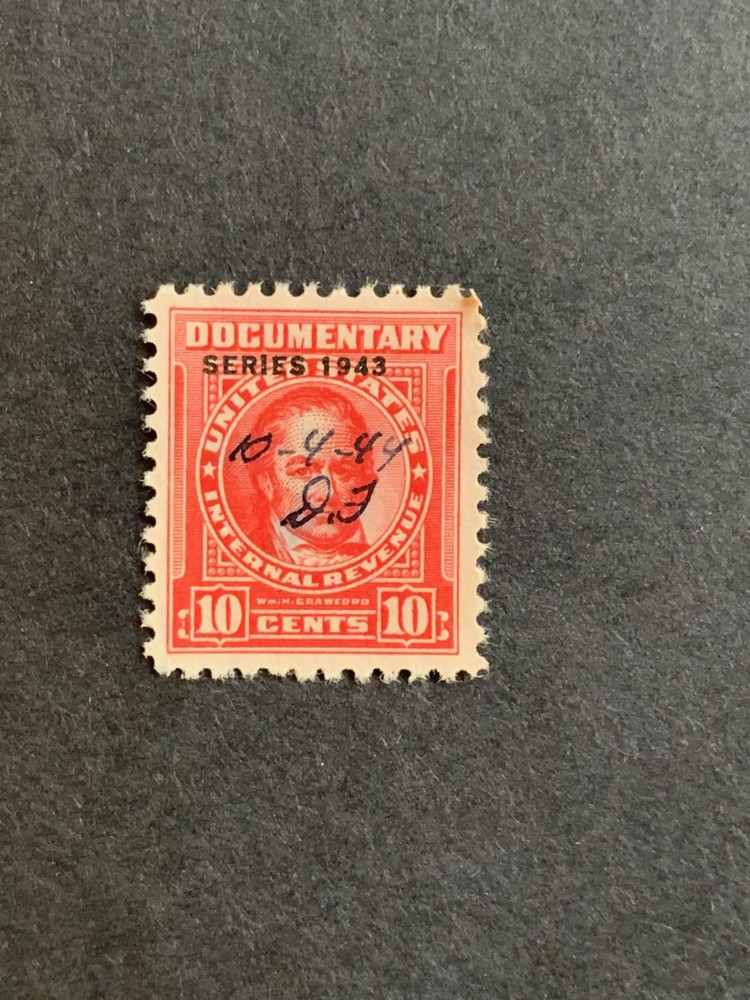 DOCUMENTARY
SERIES 1943
UNITED STATES
10-4-44
D.F
INTERNAL REVENUE
Wm. H. CRAWFORD
10 CENTS 10